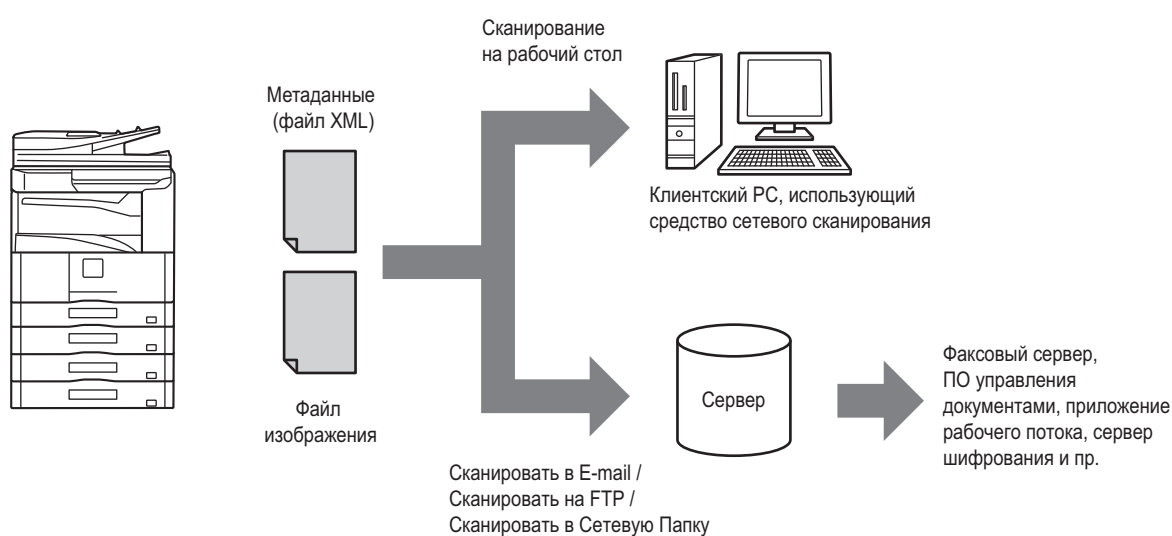 Сканирование
на рабочий стол
Метаданные
(файл XML)
Клиентский PC, использующий
средство сетевого сканирования
Файл
изображения
Сервер
Факсовый сервер,
ПО управления
документами, приложение
рабочего потока, сервер
шифрования и пр.
Сканировать в E-mail /
Сканировать на FTP /
Сканировать в Сетевую Папку